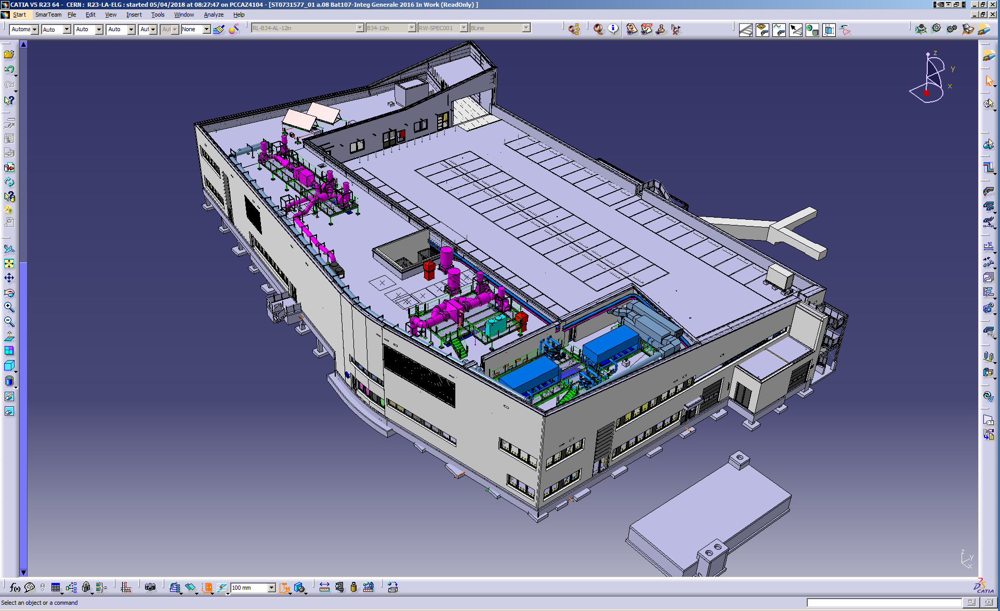 CATIA V5 R23 64 - CERN : R23-LA-ELG : started 05/04/2018 at 08:27:47 on PCCAZ4104 - [ST0731577_01 a.08 Bat107-Integ Generale 2016 In Work (ReadOnly) ]
Start SmarTeam File Edit View Insert Tools Window Analyze Help
Automa Auto Auto Auto Aut Aut None RL-B34-AL-12in B34-12in RW-SPEC001 BLine
XML
z
y
x
z
y
x
f(x) 100 mm
DS CATIA
Select an object or a command